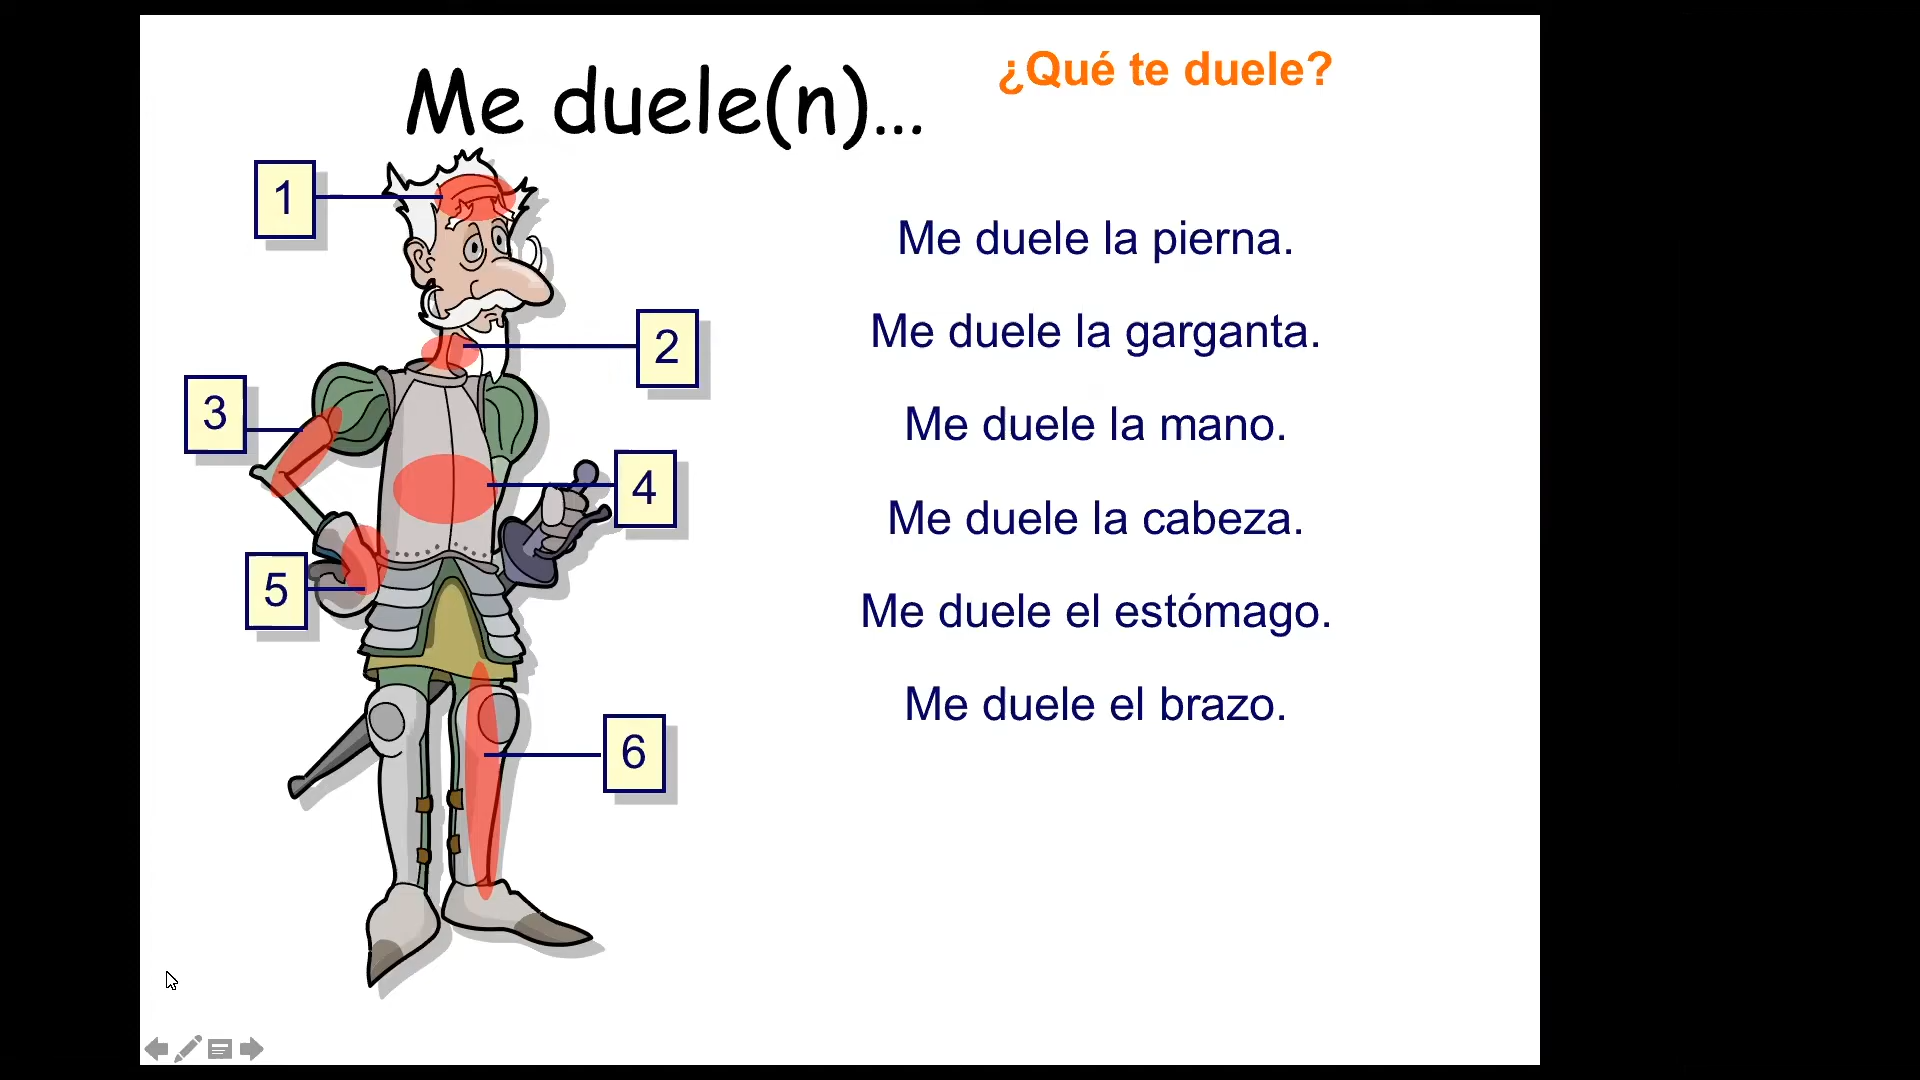 Me duele(n)...
¿Qué te duele?
1
2
3
4
5
6
Me duele la pierna.
Me duele la garganta.
Me duele la mano.
Me duele la cabeza.
Me duele el estómago.
Me duele el brazo.